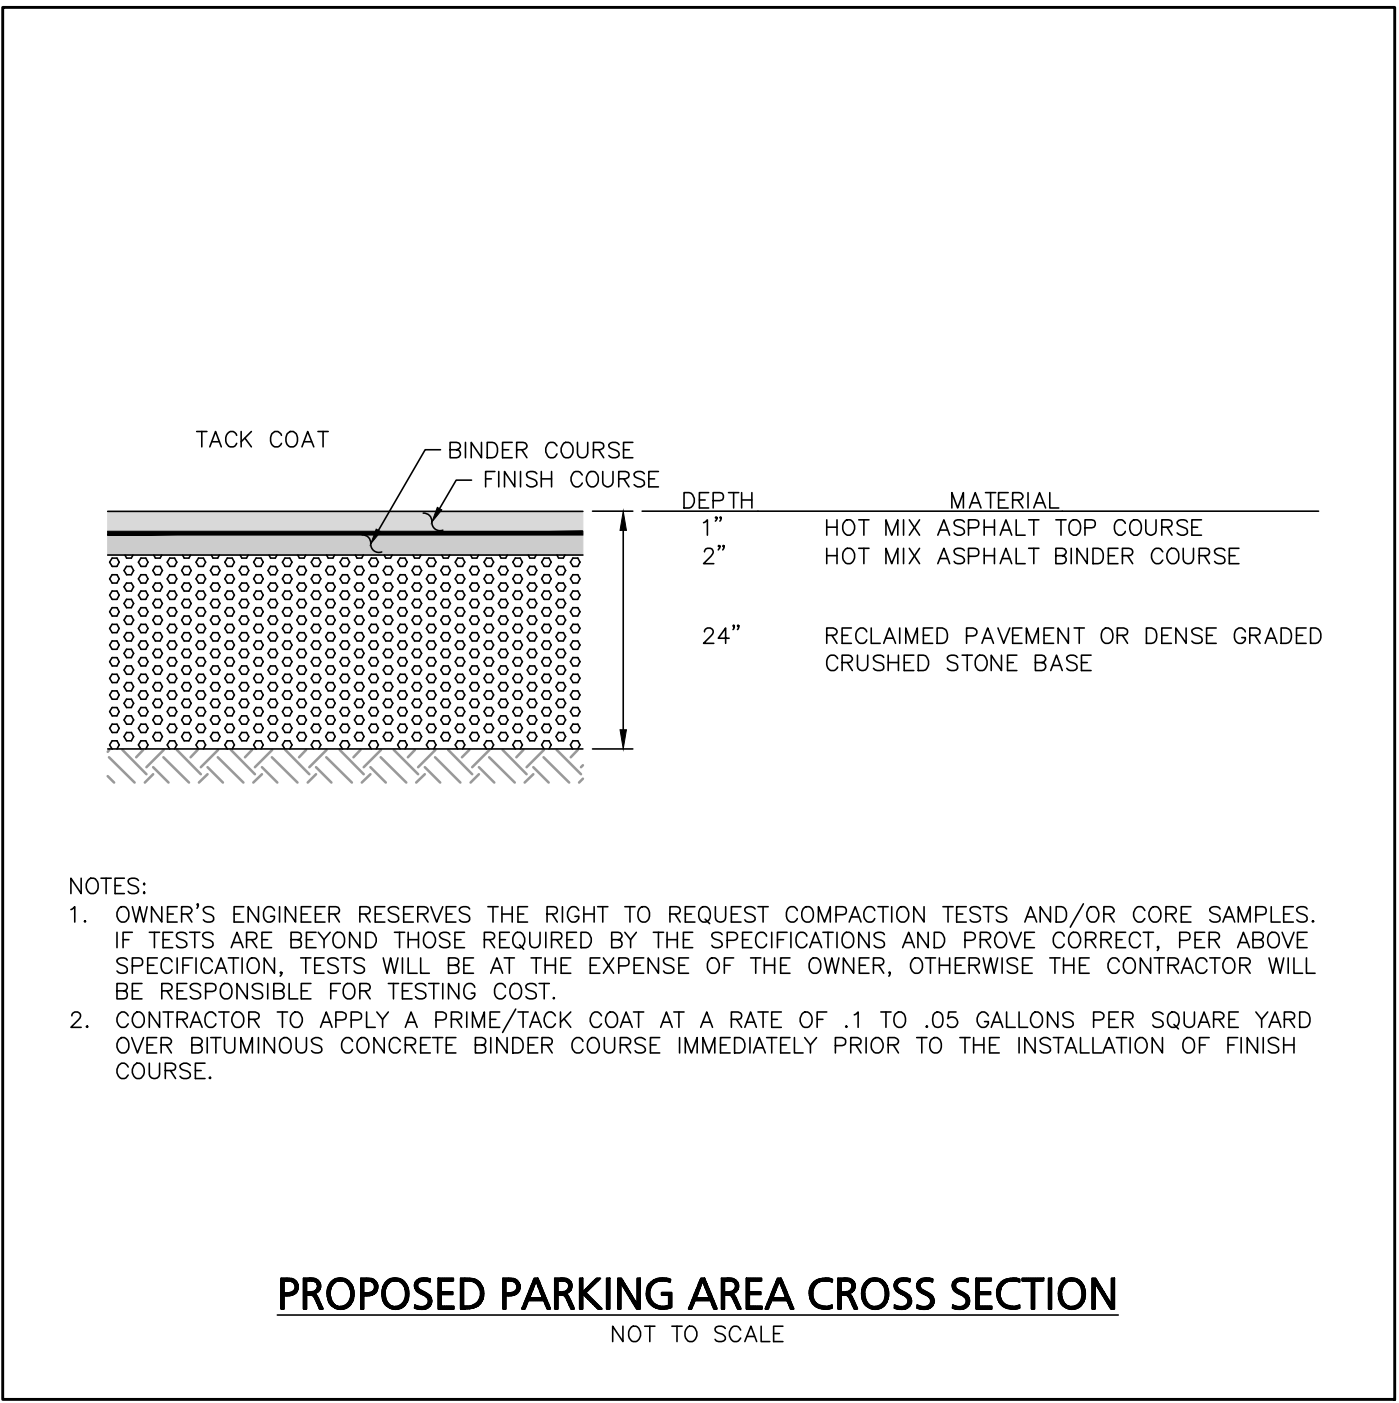 TACK COAT
BINDER COURSE
FINISH COURSE
DEPTH MATERIAL
1” HOT MIX ASPHALT TOP COURSE
2” HOT MIX ASPHALT BINDER COURSE
24” RECLAIMED PAVEMENT OR DENSE GRADED
CRUSHED STONE BASE
NOTES:
1. OWNER'S ENGINEER RESERVES THE RIGHT TO REQUEST COMPACTION TESTS AND/OR CORE SAMPLES.
IF TESTS ARE BEYOND THOSE REQUIRED BY THE SPECIFICATIONS AND PROVE CORRECT, PER ABOVE
SPECIFICATION, TESTS WILL BE AT THE EXPENSE OF THE OWNER, OTHERWISE THE CONTRACTOR WILL
BE RESPONSIBLE FOR TESTING COST.
2. CONTRACTOR TO APPLY A PRIME/TACK COAT AT A RATE OF .1 TO .05 GALLONS PER SQUARE YARD
OVER BITUMINOUS CONCRETE BINDER COURSE IMMEDIATELY PRIOR TO THE INSTALLATION OF FINISH
COURSE.
PROPOSED PARKING AREA CROSS SECTION
NOT TO SCALE